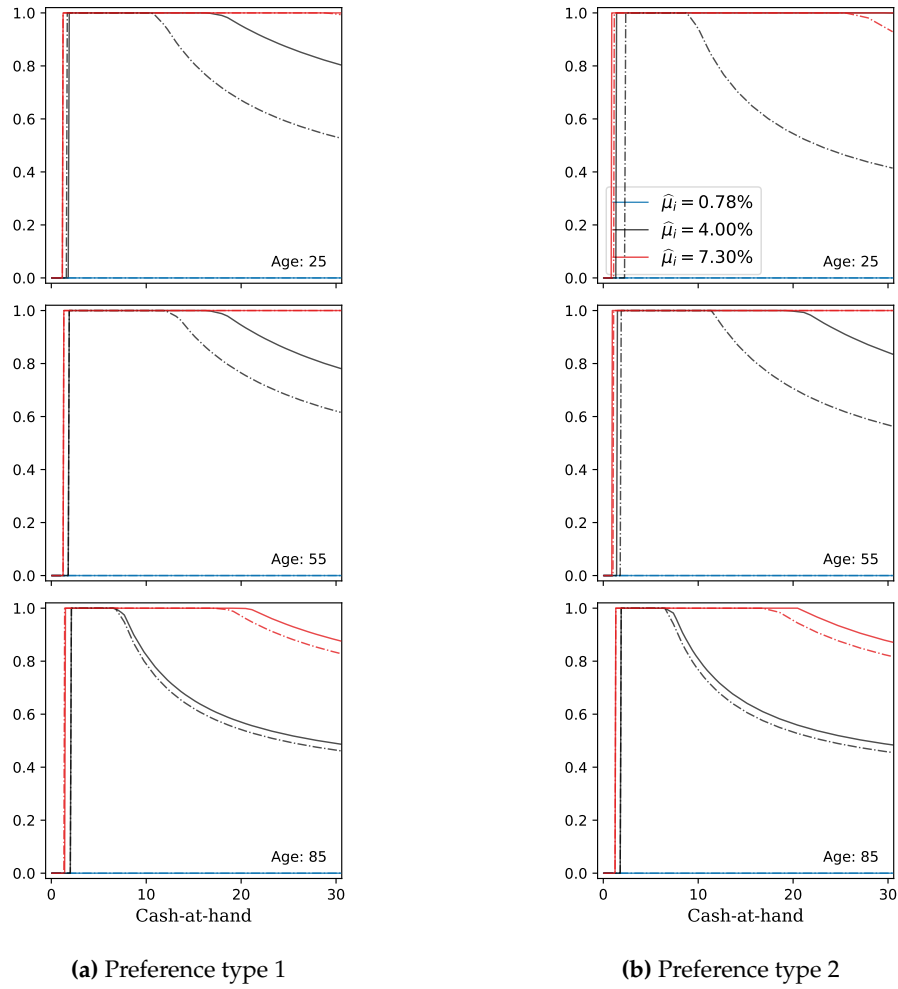 1.0
0.8
0.6
0.4
0.2
0.0
Age: 25
1.0
0.8
0.6
0.4
0.2
0.0
Age: 55
1.0
0.8
0.6
0.4
0.2
0.0
Age: 85
0 10 20 30
Cash-at-hand
(a) Preference type 1
1.0
0.8
0.6
0.4
0.2
0.0
μ̂ᵢ = 0.78%
μ̂ᵢ = 4.00%
μ̂ᵢ = 7.30%
Age: 25
1.0
0.8
0.6
0.4
0.2
0.0
Age: 55
1.0
0.8
0.6
0.4
0.2
0.0
Age: 85
0 10 20 30
Cash-at-hand
(b) Preference type 2